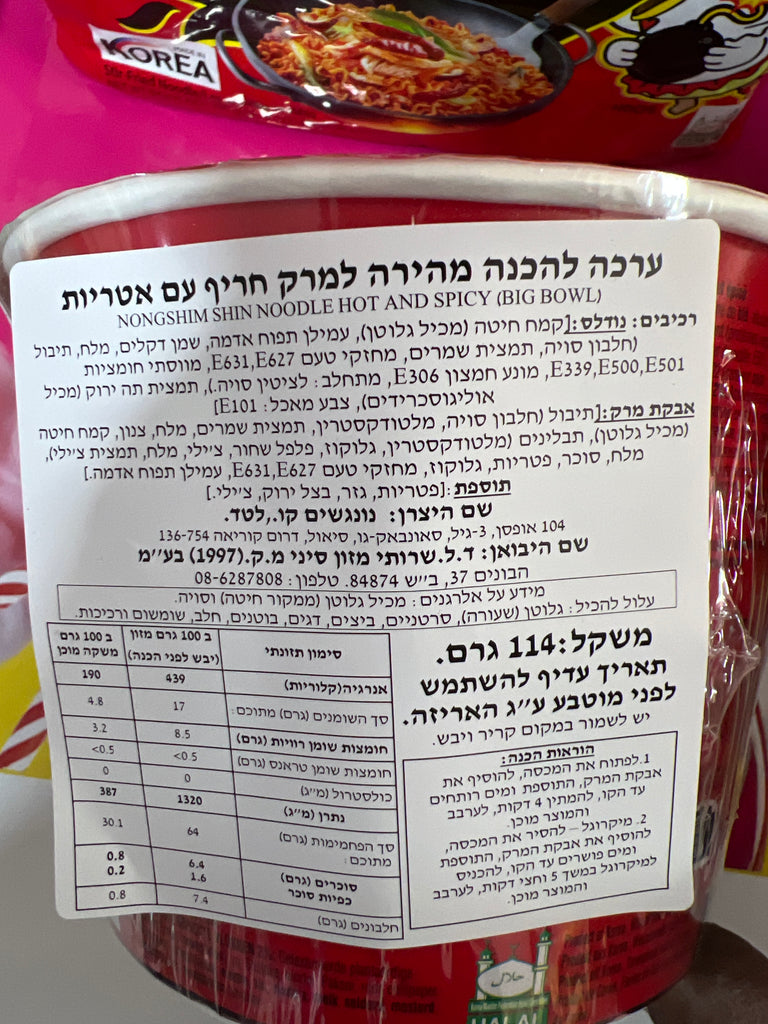 MADE IN
KOREA
Stir-Fried Noodle
ערכה להכנה מהירה למרק חריף עם אטריות
NONGSHIM SHIN NOODLE HOT AND SPICY (BIG BOWL)
רכיבים: נודלס:[קמח חיטה (מכיל גלוטן), עמילן תפוח אדמה, שמן דקלים, מלח, תיבול
(חלבון סויה, תמצית שמרים, מחזקי טעם E631,E627, מווסתי חומציות
E339,E500,E501, מונע חמצון E306, מתחלב: לציטין סויה.), תמצית תה ירוק (מכיל
אוליגוסכרידים), צבע מאכל: E101]
אבקת מרק:[תיבול (חלבון סויה, מלטודקסטרין, תמצית שמרים, מלח, צנון, קמח חיטה
(מכיל גלוטן), תבלינים (מלטודקסטרין, גלוקוז, פלפל שחור, צ'ילי, מלח, תמצית צ'ילי),
מלח, סוכר, פטריות, גלוקוז, מחזקי טעם E631,E627, עמילן תפוח אדמה.]
תוספת:[פטריות, גזר, בצל ירוק, צ'ילי.]
שם היצרן: נונגשים קו.,לטד.
104 אופסן, 3-גיל, סאונבאק-גו, סיאול, דרום קוריאה 136-754
שם היבואן: ד.ל.שרותי מזון סיני מ.ק.(1997) בע''מ
הבונים 37, ב''ש 84874. טלפון: 08-6287808
מידע על אלרגנים: מכיל גלוטן (ממקור חיטה) וסויה.
עלול להכיל: גלוטן (שעורה), סרטניים, ביצים, דגים, בוטנים, חלב, שומשום ורכיכות.
משקל:114 גרם.
תאריך עדיף להשתמש
לפני מוטבע ע''ג האריזה.
יש לשמור במקום קריר ויבש.
הוראות הכנה:
1.לפתוח את המכסה, להוסיף את
אבקת המרק, התוספת ומים רותחים
עד הקו, להמתין 4 דקות, לערבב
והמוצר מוכן.
2. מיקרוגל – להסיר את המכסה,
להוסיף את אבקת המרק, התוספת
ומים פושרים עד הקו, להכניס
למיקרוגל במשך 5 וחצי דקות, לערבב
והמוצר מוכן.
סימון תזונתי ב 100 גרם מזון (יבש לפני הכנה) ב 100 גרם משקה מוכן
אנרגיה(קלוריות) 439 190
סך השומנים (גרם) מתוכם: 17 4.8
חומצות שומן רוויות (גרם) 8.5 3.2
חומצות שומן טראנס (גרם) <0.5 <0.5
כולסטרול (מ''ג) 0 0
נתרן (מ''ג) 1320 387
סך הפחמימות (גרם) מתוכם: 64 30.1
סוכרים (גרם) 6.4 0.8
כפיות סוכר 1.6 0.2
חלבונים (גרם) 7.4 0.8
حلال
HALAL